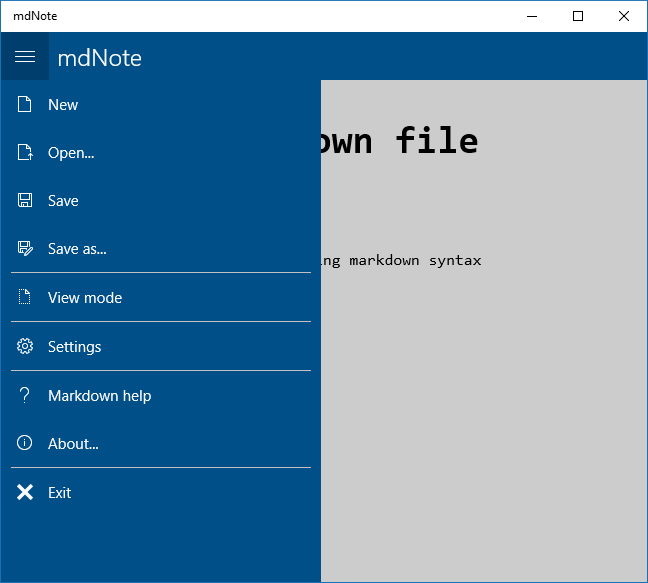 mdNote
mdNote
New
Open...
Save
Save as...
View mode
Settings
Markdown help
About...
Exit
own file
ng markdown syntax